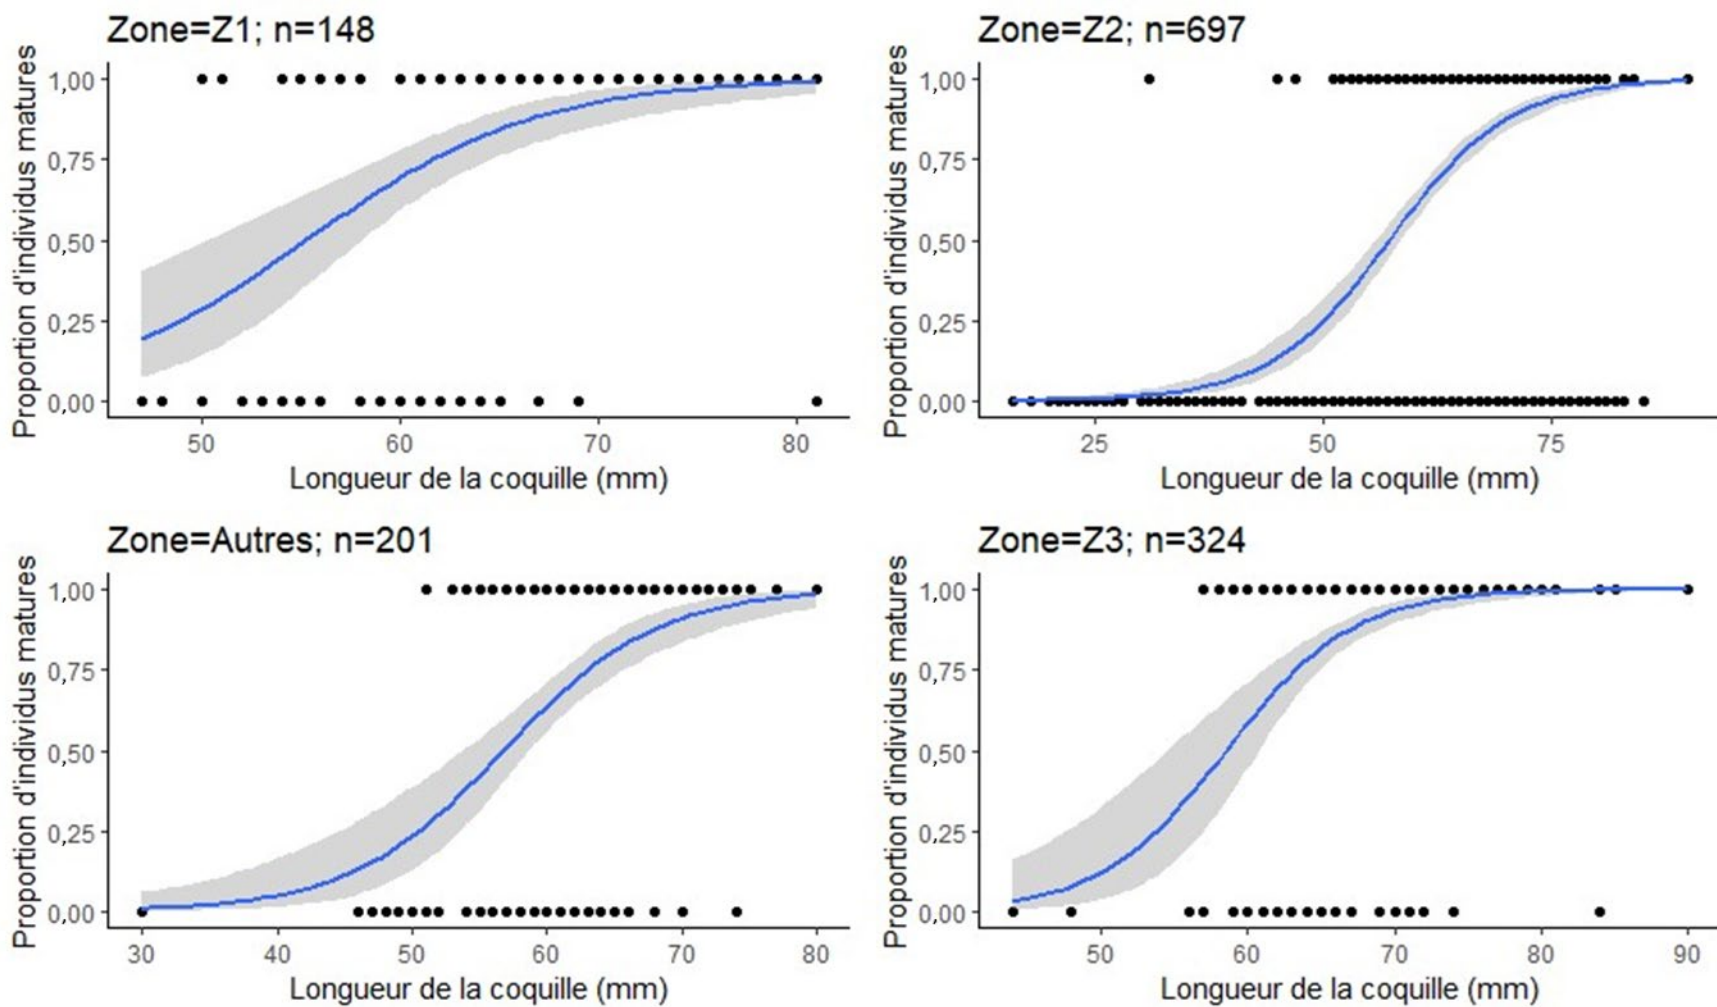 Zone=Z1; n=148
Proportion d'individus matures
1,00
0,75
0,50
0,25
0,00
50 60 70 80
Longueur de la coquille (mm)
Zone=Z2; n=697
Proportion d'individus matures
1,00
0,75
0,50
0,25
0,00
25 50 75
Longueur de la coquille (mm)
Zone=Autres; n=201
Proportion d'individus matures
1,00
0,75
0,50
0,25
0,00
30 40 50 60 70 80
Longueur de la coquille (mm)
Zone=Z3; n=324
Proportion d'individus matures
1,00
0,75
0,50
0,25
0,00
50 60 70 80 90
Longueur de la coquille (mm)